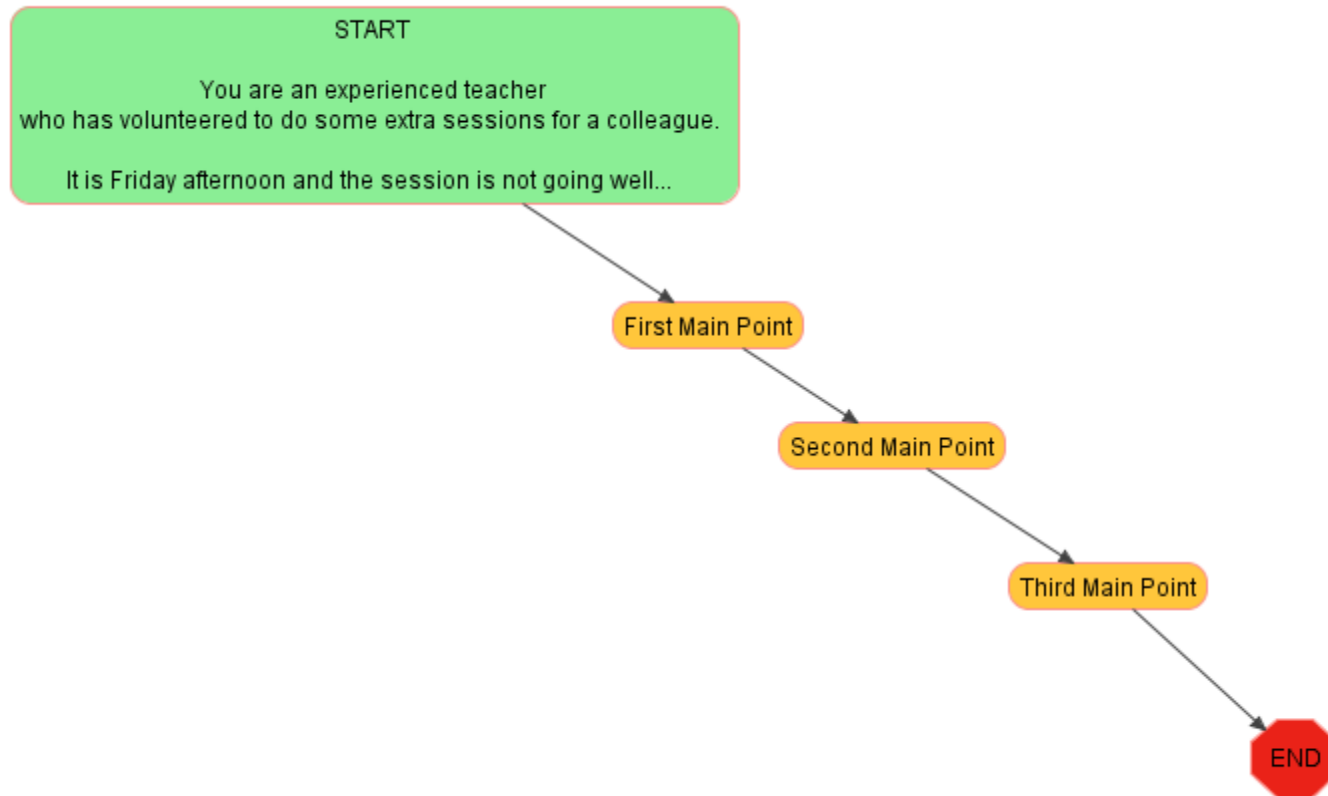 START
You are an experienced teacher
who has volunteered to do some extra sessions for a colleague.
It is Friday afternoon and the session is not going well...
First Main Point
Second Main Point
Third Main Point
END